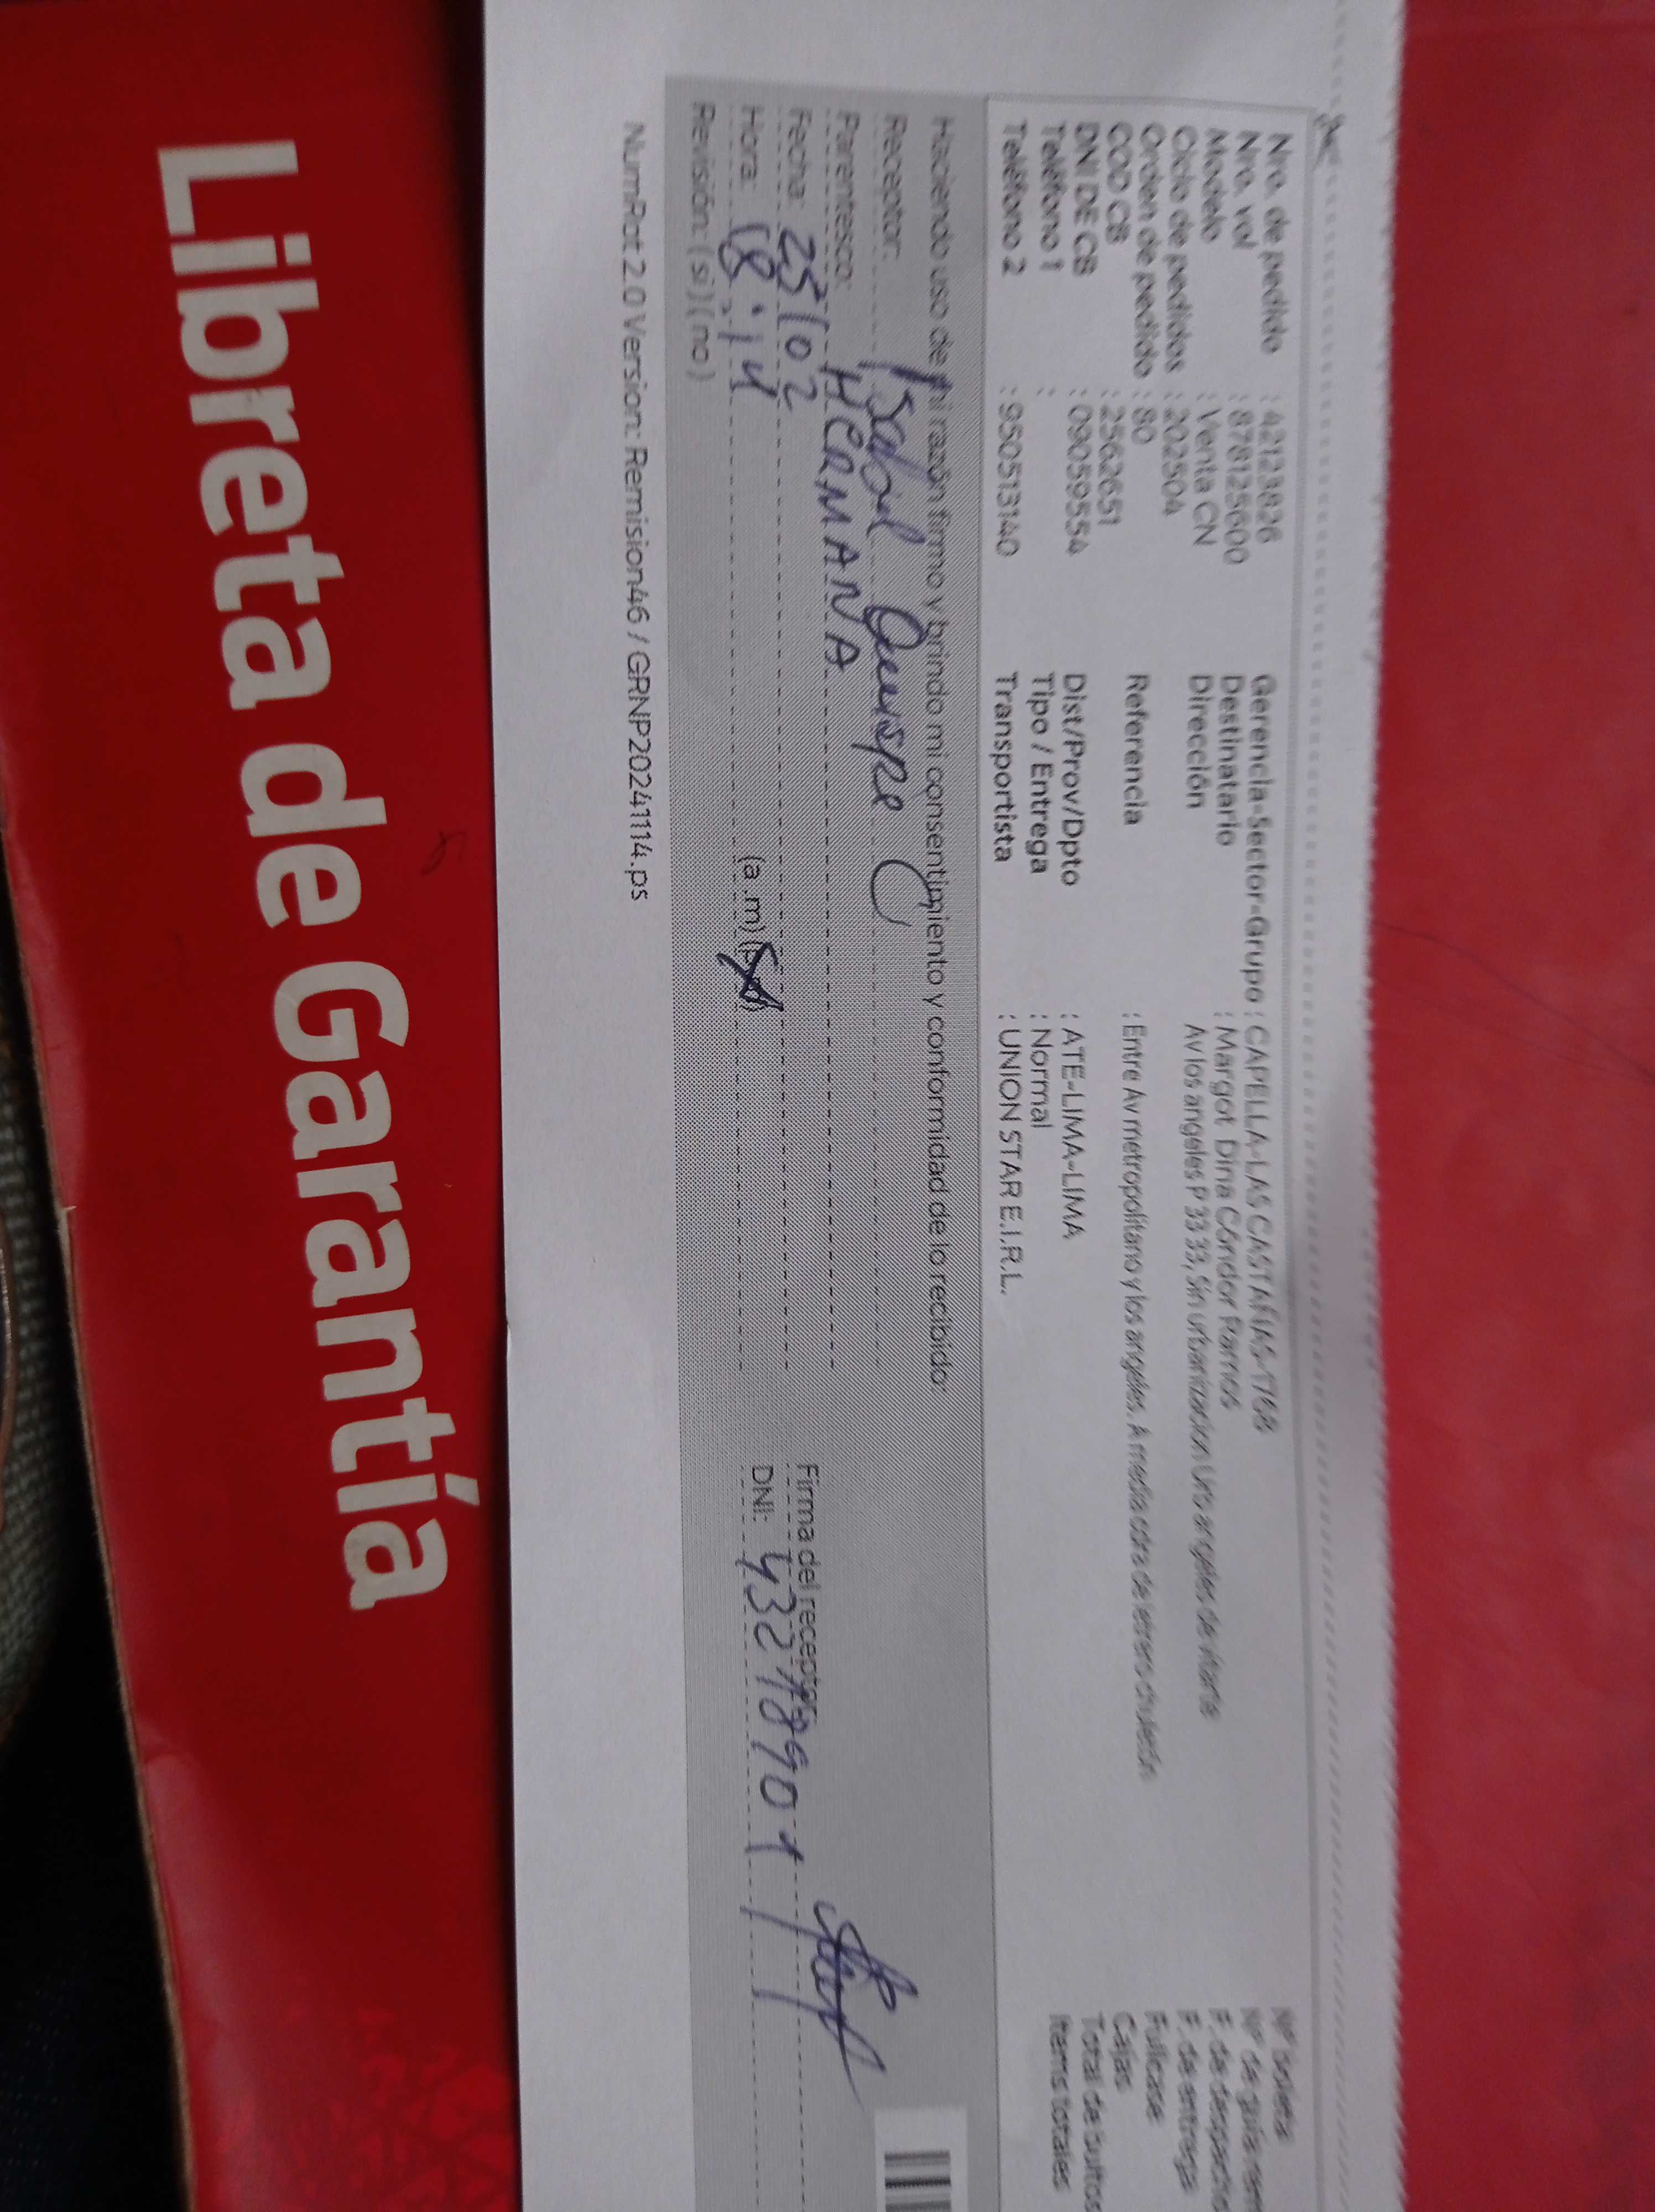 Nro. de pedido : 42123826
Nro. vol : 878125600
Modelo : Venta CN
Ciclo de pedidos : 202504
Orden de pedido : 80
COD CB : 2562651
DNI DE CB : 09059554
Teléfono 1 :
Teléfono 2 : 950513140
Gerencia-Sector-Grupo : CAPELLA-LAS CASTAÑAS-1768
Destinatario : Margot Dina Cóndor Ramos
Dirección Av los angeles P 33 33, Sin urbanizacion Urb angeles de
Referencia : Entre Av metropolitano y los angeles. A media cdra de
Dist/Prov/Dpto : ATE-LIMA-LIMA
Tipo / Entrega : Normal
Transportista : UNION STAR E.I.R.L.
Nº boleta
Nº de guía
F. de despacho
F. de entrega
Fullcase
Cajas
Total de bultos
Items totales
Haciendo uso de mi razón firmo y brindo mi consentimiento y conformidad de lo recibido:
Receptor: Isabel Quispe C
Parentesco: HERMANA
Fecha: 25/02
Hora: 18:14 (a.m)
Revisión: (si) (no)
Firma del receptor:
DNI:
NumRot 2.0 Version: Remision46 / GRNP20241114.ps
Libreta de Garantía